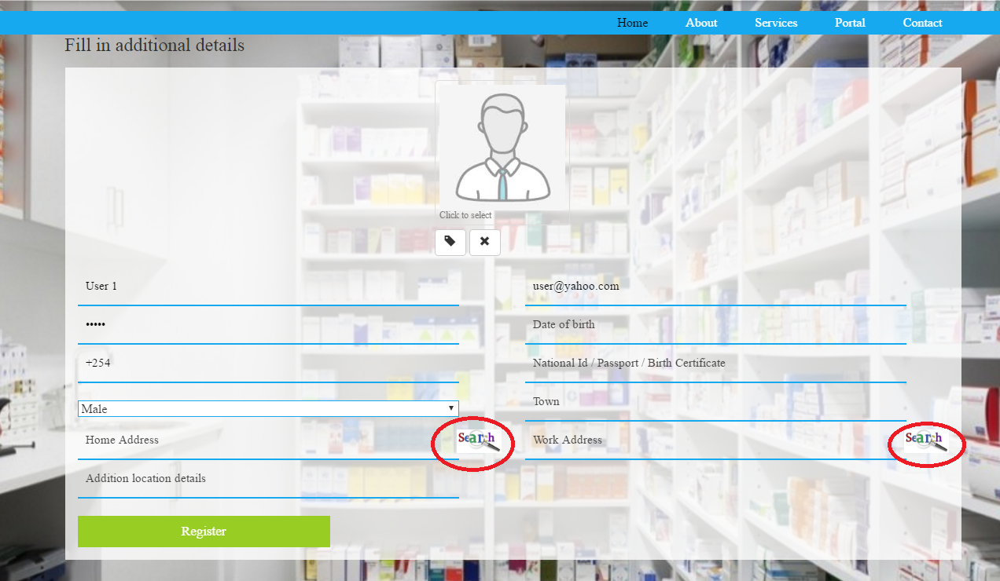 Home About Services Portal Contact
Fill in additional details
Click to select
User 1
user@yahoo.com
•••••
Date of birth
+254
National Id / Passport / Birth Certificate
Male
Town
Home Address
Search
Work Address
Search
Addition location details
Register